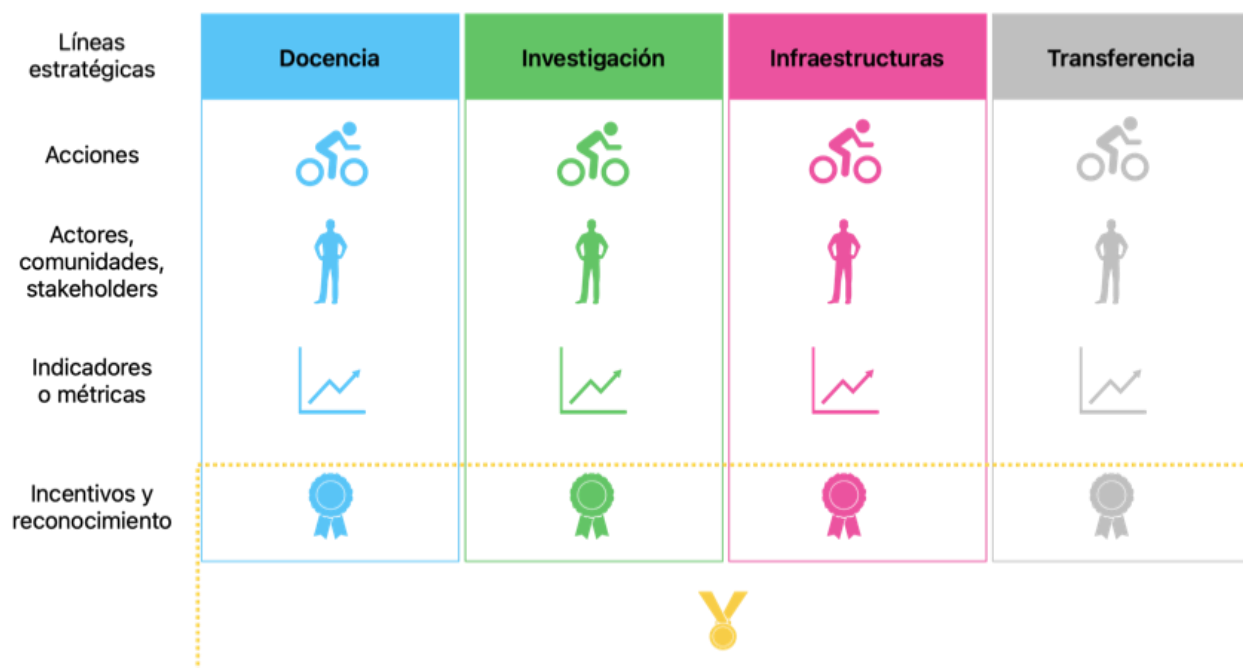 Líneas
estratégicas
Docencia
Investigación
Infraestructuras
Transferencia
Acciones
Actores,
comunidades,
stakeholders
Indicadores
o métricas
Incentivos y
reconocimiento